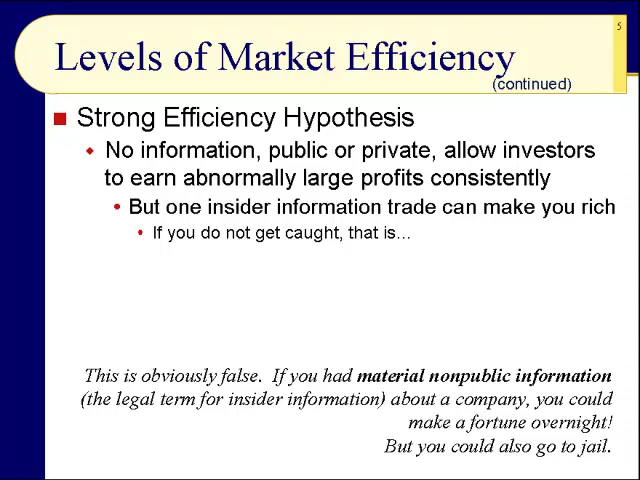 5
Levels of Market Efficiency
(continued)
Strong Efficiency Hypothesis
No information, public or private, allow investors
to earn abnormally large profits consistently
But one insider information trade can make you rich
If you do not get caught, that is...
This is obviously false. If you had material nonpublic information
(the legal term for insider information) about a company, you could
make a fortune overnight!
But you could also go to jail.